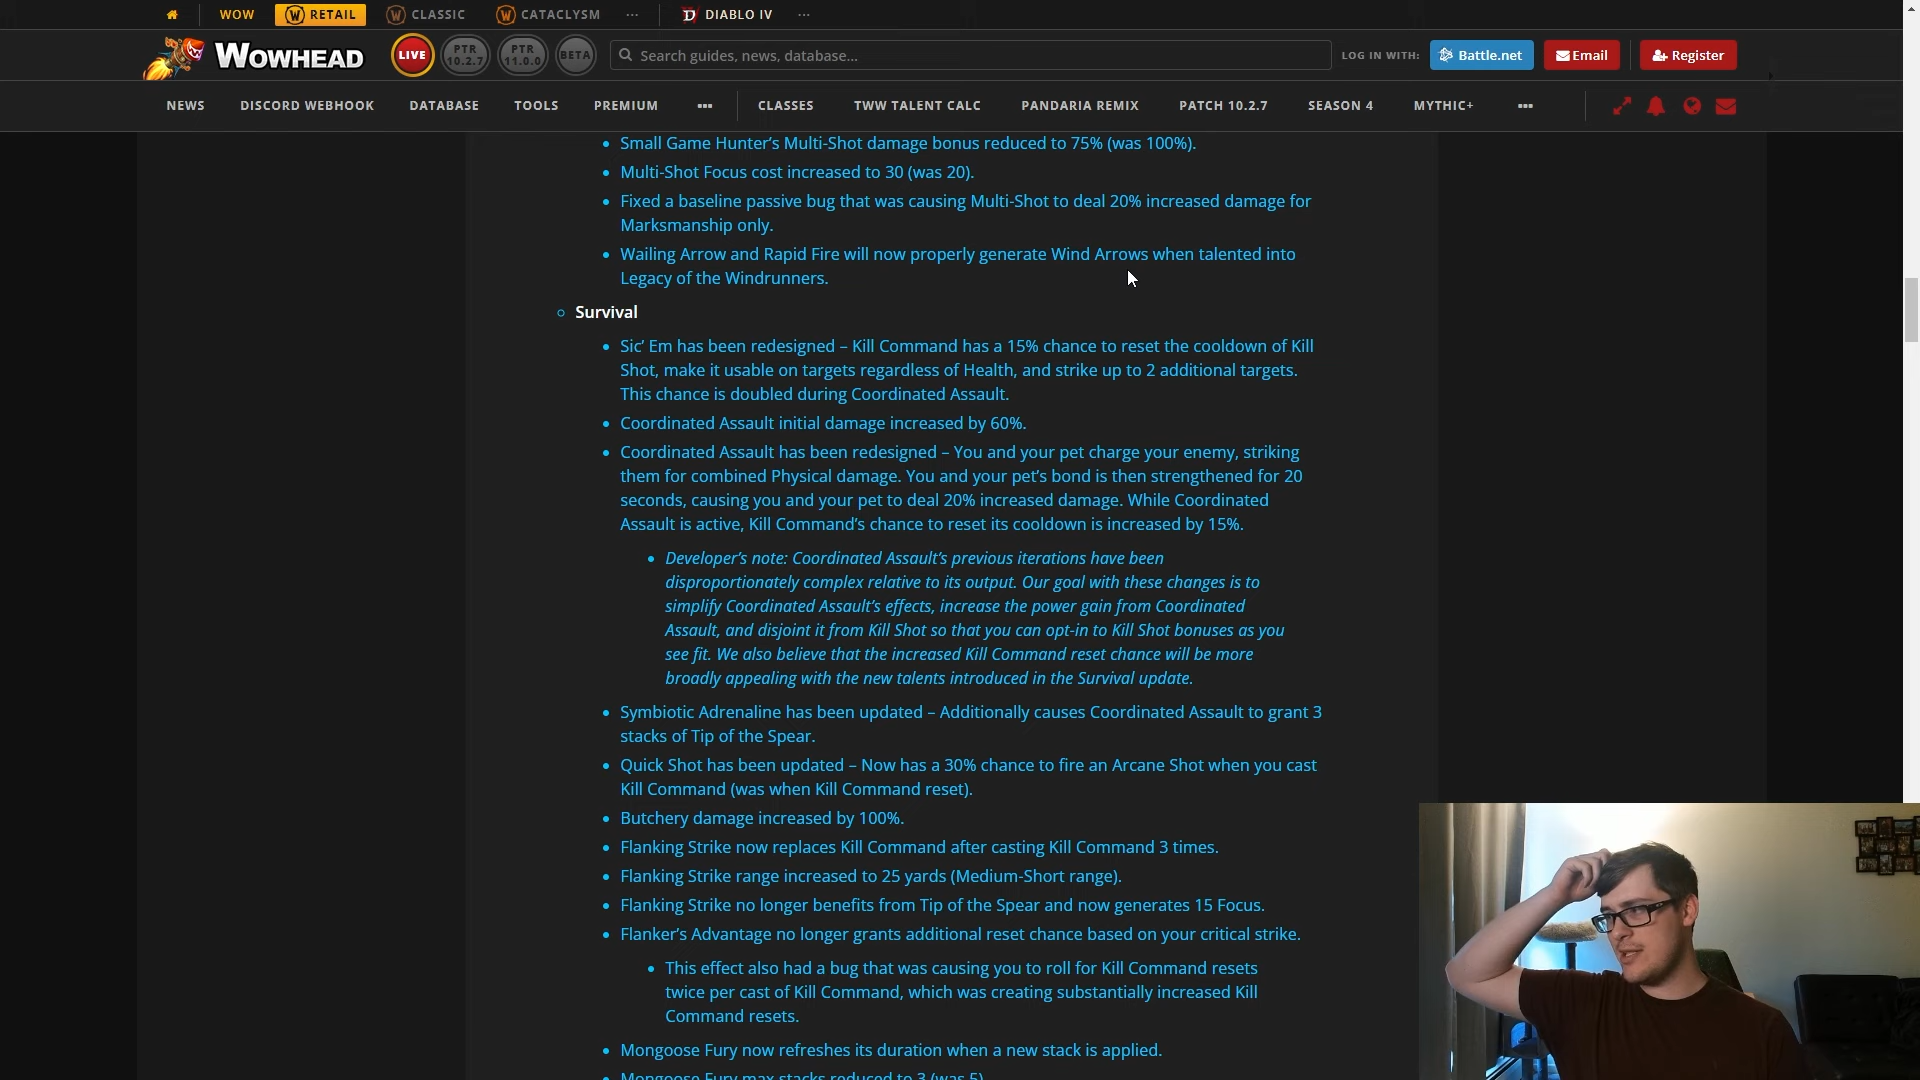 WOW
RETAIL
CLASSIC
CATACLYSM
...
DIABLO IV
...
WOWHEAD
LIVE
PTR
10.2.7
PTR
11.0.0
BETA
Search guides, news, database...
LOG IN WITH:
Battle.net
Email
Register
NEWS
DISCORD WEBHOOK
DATABASE
TOOLS
PREMIUM
...
CLASSES
TWW TALENT CALC
PANDARIA REMIX
PATCH 10.2.7
SEASON 4
MYTHIC+
...
• Small Game Hunter's Multi-Shot damage bonus reduced to 75% (was 100%).
• Multi-Shot Focus cost increased to 30 (was 20).
• Fixed a baseline passive bug that was causing Multi-Shot to deal 20% increased damage for
Marksmanship only.
• Wailing Arrow and Rapid Fire will now properly generate Wind Arrows when talented into
Legacy of the Windrunners.
Survival
• Sic’ Em has been redesigned – Kill Command has a 15% chance to reset the cooldown of Kill
Shot, make it usable on targets regardless of Health, and strike up to 2 additional targets.
This chance is doubled during Coordinated Assault.
• Coordinated Assault initial damage increased by 60%.
• Coordinated Assault has been redesigned – You and your pet charge your enemy, striking
them for combined Physical damage. You and your pet’s bond is then strengthened for 20
seconds, causing you and your pet to deal 20% increased damage. While Coordinated
Assault is active, Kill Command’s chance to reset its cooldown is increased by 15%.
• Developer’s note: Coordinated Assault’s previous iterations have been
disproportionately complex relative to its output. Our goal with these changes is to
simplify Coordinated Assault’s effects, increase the power gain from Coordinated
Assault, and disjoint it from Kill Shot so that you can opt-in to Kill Shot bonuses as you
see fit. We also believe that the increased Kill Command reset chance will be more
broadly appealing with the new talents introduced in the Survival update.
• Symbiotic Adrenaline has been updated – Additionally causes Coordinated Assault to grant 3
stacks of Tip of the Spear.
• Quick Shot has been updated – Now has a 30% chance to fire an Arcane Shot when you cast
Kill Command (was when Kill Command reset).
• Butchery damage increased by 100%.
• Flanking Strike now replaces Kill Command after casting Kill Command 3 times.
• Flanking Strike range increased to 25 yards (Medium-Short range).
• Flanking Strike no longer benefits from Tip of the Spear and now generates 15 Focus.
• Flanker’s Advantage no longer grants additional reset chance based on your critical strike.
• This effect also had a bug that was causing you to roll for Kill Command resets
twice per cast of Kill Command, which was creating substantially increased Kill
Command resets.
• Mongoose Fury now refreshes its duration when a new stack is applied.
• Mongoose Fury max stacks reduced to 3 (was 5)